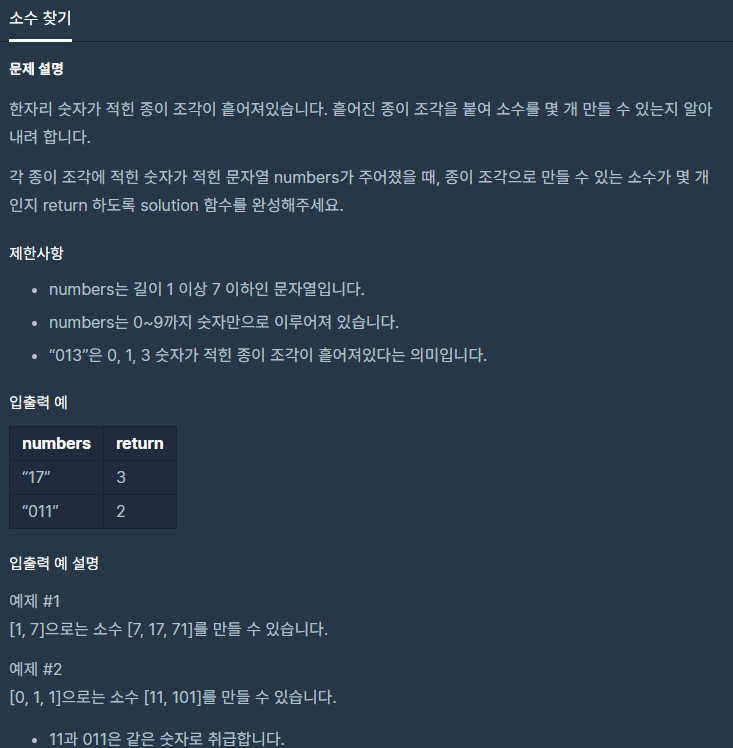 소수 찾기
문제 설명
한자리 숫자가 적힌 종이 조각이 흩어져있습니다. 흩어진 종이 조각을 붙여 소수를 몇 개 만들 수 있는지 알아
내려 합니다.
각 종이 조각에 적힌 숫자가 적힌 문자열 numbers가 주어졌을 때, 종이 조각으로 만들 수 있는 소수가 몇 개
인지 return 하도록 solution 함수를 완성해주세요.
제한사항
• numbers는 길이 1 이상 7 이하인 문자열입니다.
• numbers는 0~9까지 숫자만으로 이루어져 있습니다.
• “013”은 0, 1, 3 숫자가 적힌 종이 조각이 흩어져있다는 의미입니다.
입출력 예
numbers return
“17” 3
“011” 2
입출력 예 설명
예제 #1
[1, 7]으로는 소수 [7, 17, 71]를 만들 수 있습니다.
예제 #2
[0, 1, 1]으로는 소수 [11, 101]를 만들 수 있습니다.
• 11과 011은 같은 숫자로 취급합니다.